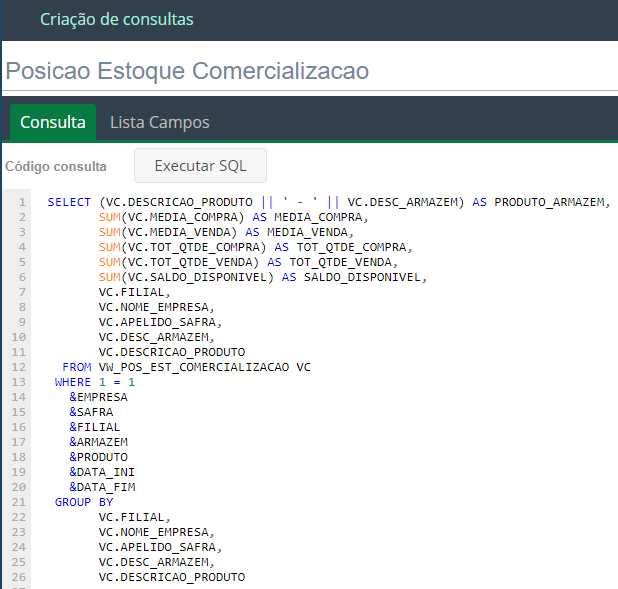 Criação de consultas
Posicao Estoque Comercializacao
Consulta Lista Campos
Código consulta Executar SQL
1 SELECT (VC.DESCRICAO_PRODUTO || ' - ' || VC.DESC_ARMAZEM) AS PRODUTO_ARMAZEM,
2 SUM(VC.MEDIA_COMPRA) AS MEDIA_COMPRA,
3 SUM(VC.MEDIA_VENDA) AS MEDIA_VENDA,
4 SUM(VC.TOT_QTDE_COMPRA) AS TOT_QTDE_COMPRA,
5 SUM(VC.TOT_QTDE_VENDA) AS TOT_QTDE_VENDA,
6 SUM(VC.SALDO_DISPONIVEL) AS SALDO_DISPONIVEL,
7 VC.FILIAL,
8 VC.NOME_EMPRESA,
9 VC.APELIDO_SAFRA,
10 VC.DESC_ARMAZEM,
11 VC.DESCRICAO_PRODUTO
12 FROM VW_POS_EST_COMERCIALIZACAO VC
13 WHERE 1 = 1
14 &EMPRESA
15 &SAFRA
16 &FILIAL
17 &ARMAZEM
18 &PRODUTO
19 &DATA_INI
20 &DATA_FIM
21 GROUP BY
22 VC.FILIAL,
23 VC.NOME_EMPRESA,
24 VC.APELIDO_SAFRA,
25 VC.DESC_ARMAZEM,
26 VC.DESCRICAO_PRODUTO